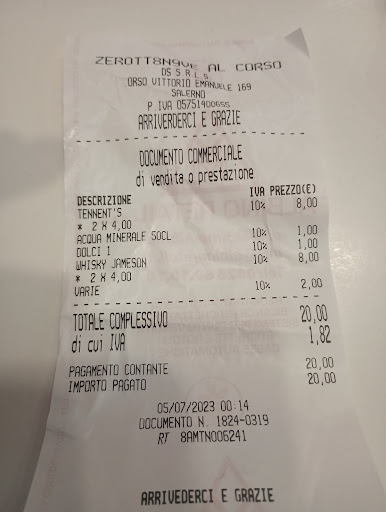 ZEROTT8N9VE AL CORSO
DS S.R.L.S.
ORSO VITTORIO EMANUELE 169
SALERNO
P.IVA 05751400655
ARRIVERDERCI E GRAZIE
DOCUMENTO COMMERCIALE
di vendita o prestazione
DESCRIZIONE IVA PREZZO(€)
TENNENT'S 10% 8,00
* 2 X 4,00
ACQUA MINERALE 50CL 10% 1,00
DOLCI 1 10% 1,00
WHISKY JAMESON 10% 8,00
* 2 X 4,00
VARIE 10% 2,00
TOTALE COMPLESSIVO 20,00
di cui IVA 1,82
PAGAMENTO CONTANTE 20,00
IMPORTO PAGATO 20,00
05/07/2023 00:14
DOCUMENTO N. 1824-0319
RT 8AMTN006241
ARRIVEDERCI E GRAZIE